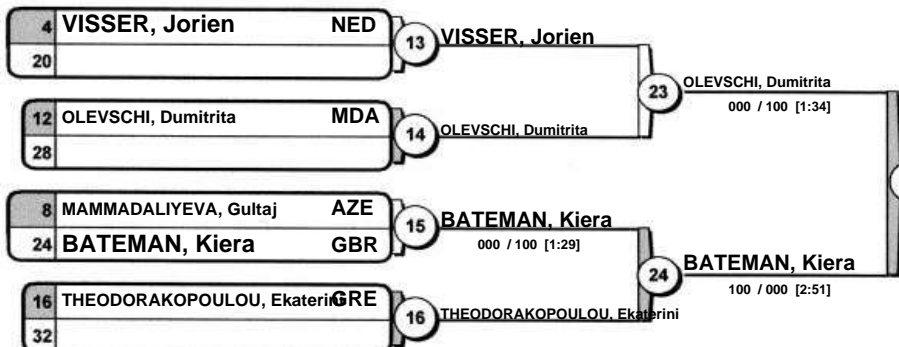 4 VISSER, Jorien NED
20
13 VISSER, Jorien
12 OLEVSCHI, Dumitrita MDA
28
14 OLEVSCHI, Dumitrita
23 OLEVSCHI, Dumitrita
000 / 100 [1:34]
8 MAMMADALIYEVA, Gultaj AZE
24 BATEMAN, Kiera GBR
15 BATEMAN, Kiera
000 / 100 [1:29]
16 THEODORAKOPOULOU, Ekaterini GRE
32
16 THEODORAKOPOULOU, Ekaterini
24 BATEMAN, Kiera
100 / 000 [2:51]